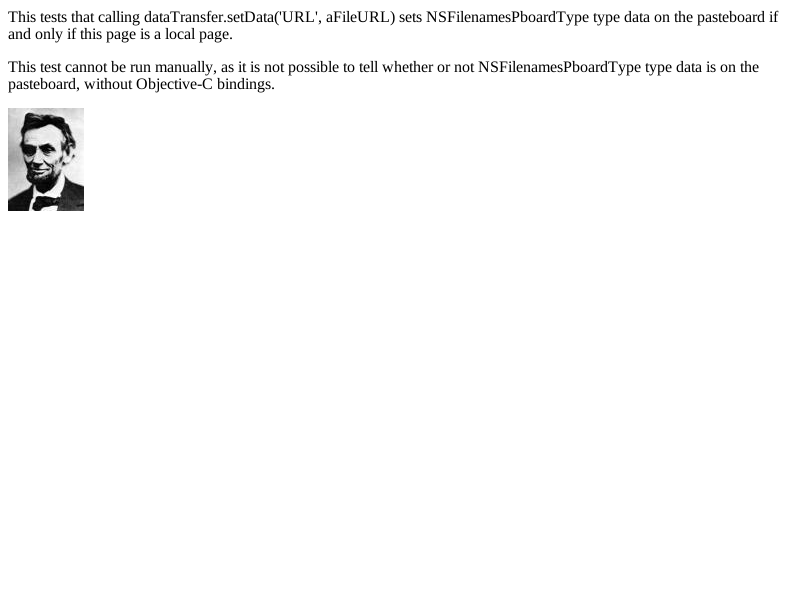 This tests that calling dataTransfer.setData('URL', aFileURL) sets NSFilenamesPboardType type data on the pasteboard if
and only if this page is a local page.
This test cannot be run manually, as it is not possible to tell whether or not NSFilenamesPboardType type data is on the
pasteboard, without Objective-C bindings.